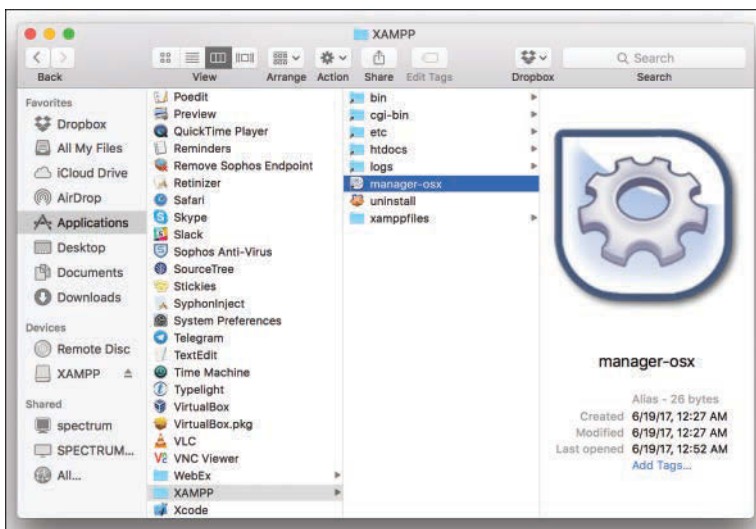 XAMPP
Back
View
Arrange
Action
Share
Edit Tags
Dropbox
Search
Search
Favorites
Dropbox
All My Files
iCloud Drive
AirDrop
Applications
Desktop
Documents
Downloads
Devices
Remote Disc
XAMPP
Shared
spectrum
SPECTRUM...
All...
Poedit
Preview
QuickTime Player
Reminders
Remove Sophos Endpoint
Retinizer
Safari
Skype
Slack
Sophos Anti-Virus
SourceTree
Stickies
SyphonInject
System Preferences
Telegram
TextEdit
Time Machine
Typelight
VirtualBox
VirtualBox.pkg
VLC
VNC Viewer
WebEx
XAMPP
Xcode
bin
cgi-bin
etc
htdocs
logs
manager-osx
uninstall
xamppfiles
manager-osx
Alias - 26 bytes
Created 6/19/17, 12:27 AM
Modified 6/19/17, 12:27 AM
Last opened 6/19/17, 12:52 AM
Add Tags...